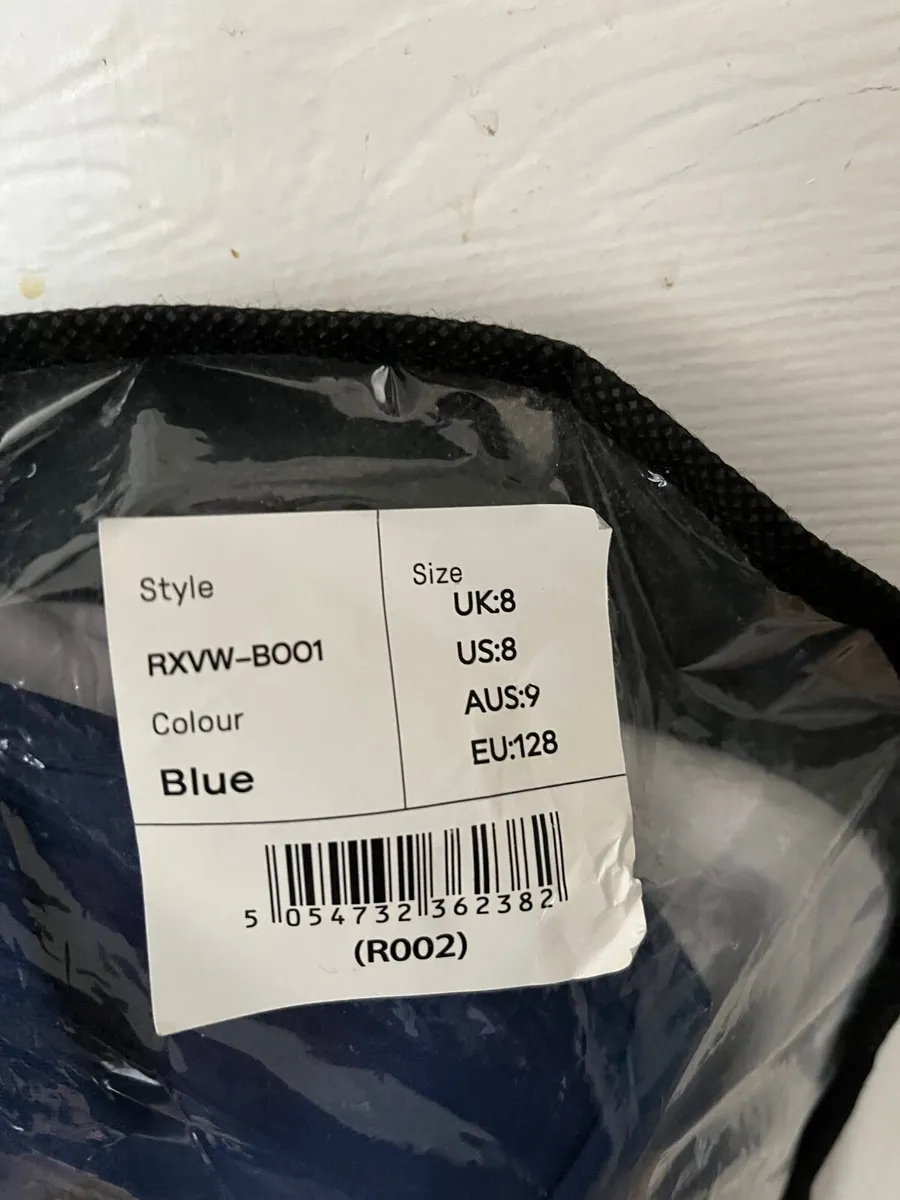 Style
RXVW-B001
Colour
Blue
Size
UK:8
US:8
AUS:9
EU:128
5 054732 362382
(R002)